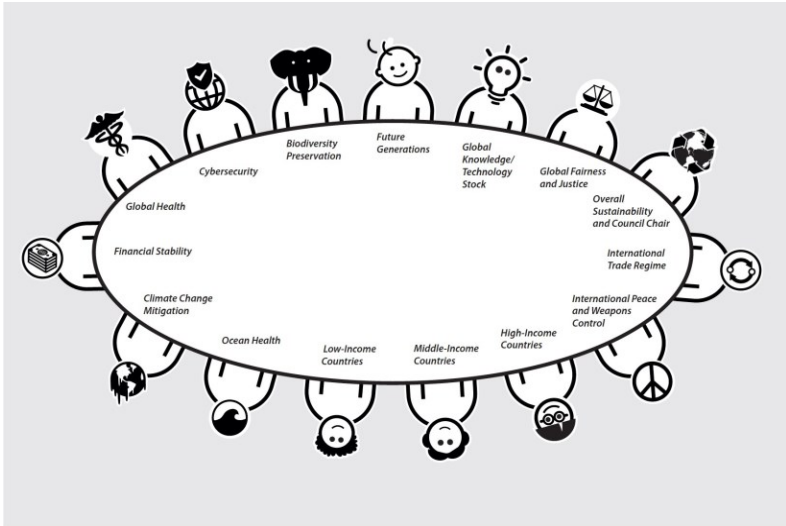 Biodiversity
Preservation
Future
Generations
Global
Knowledge/
Technology
Stock
Cybersecurity
Global Fairness
and Justice
Global Health
Overall
Sustainability
and Council Chair
Financial Stability
International
Trade Regime
Climate Change
Mitigation
International Peace
and Weapons
Control
Ocean Health
Low-Income
Countries
Middle-Income
Countries
High-Income
Countries